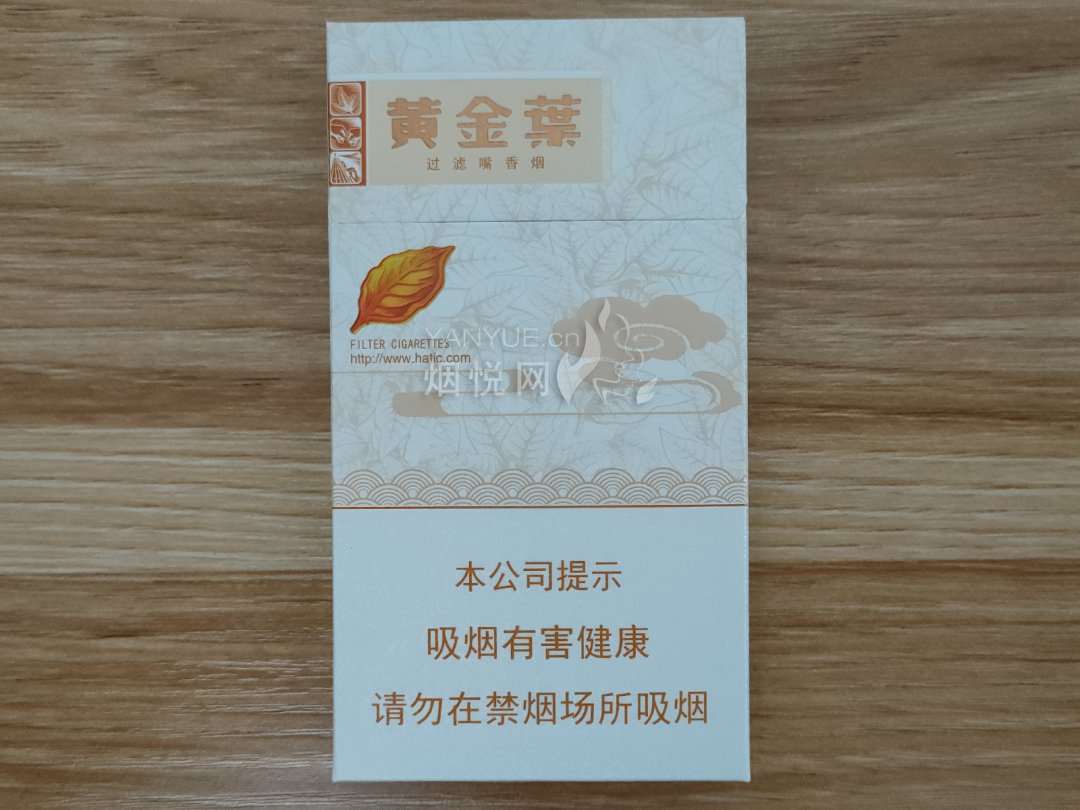 黄金葉
过滤嘴香烟
FILTER CIGARETTES
http://www.hatic.com
YANYUE.cn
烟悦网
本公司提示
吸烟有害健康
请勿在禁烟场所吸烟